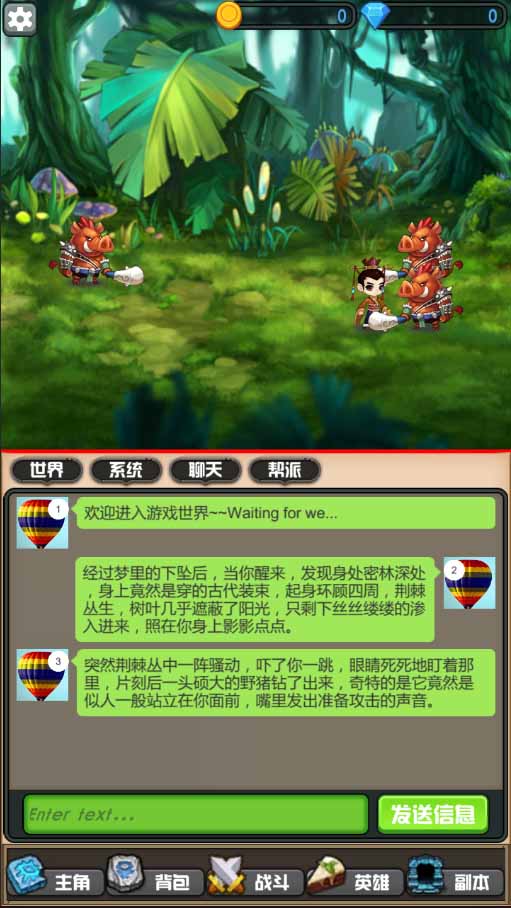 0 0
世界 系统 聊天 帮派
1
欢迎进入游戏世界~~Waiting for we...
2
经过梦里的下坠后，当你醒来，发现身处密林深处
，身上竟然是穿的古代装束，起身环顾四周，荆棘
丛生，树叶几乎遮蔽了阳光，只剩下丝丝缕缕的渗
入进来，照在你身上影影点点。
3
突然荆棘丛中一阵骚动，吓了你一跳，眼睛死死地盯着那
里，片刻后一头硕大的野猪钻了出来，奇特的是它竟然是
似人一般站立在你面前，嘴里发出准备攻击的声音。
Enter text... 发送信息
主角 背包 战斗 英雄 副本